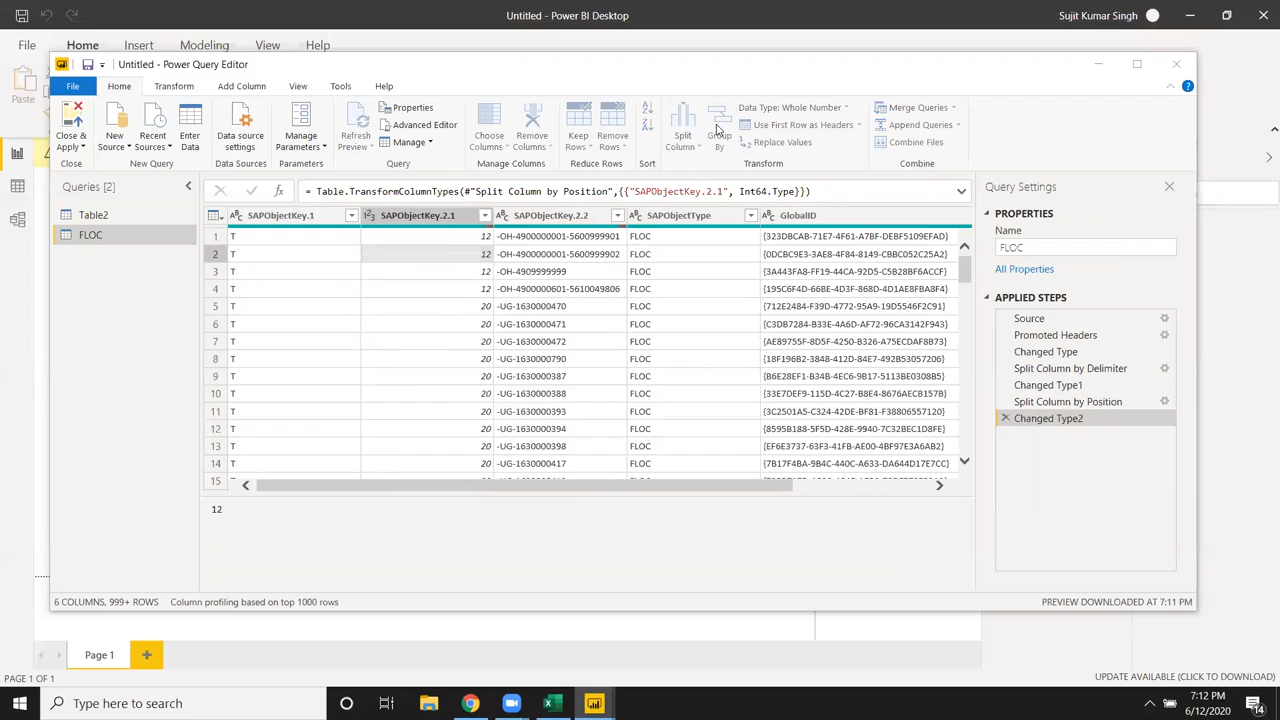 Untitled - Power BI Desktop
Sujit Kumar Singh
File Home Insert Modeling View Help
Paste
Untitled - Power Query Editor
File Home Transform Add Column View Tools Help
Close & Apply
New Source
Recent Sources
Enter Data
Data source settings
Manage Parameters
Refresh Preview
Properties
Advanced Editor
Manage
Choose Columns
Remove Columns
Keep Rows
Remove Rows
Split Column
Group By
Data Type: Whole Number
Use First Row as Headers
Replace Values
Merge Queries
Append Queries
Combine Files
Close New Query Data Sources Parameters Query Manage Columns Reduce Rows Sort Transform Combine
Queries [2]
Table2
FLOC
= Table.TransformColumnTypes(#"Split Column by Position",{{"SAPObjectKey.2.1", Int64.Type}})
SAPObjectKey.1 SAPObjectKey.2.1 SAPObjectKey.2.2 SAPObjectType GlobalID
1 T 12 -OH-4900000001-5600999901 FLOC {323DBCAB-71E7-4F61-A7BF-DEBF5109EFAD}
2 T 12 -OH-4900000001-5600999902 FLOC {0DCBC9E3-3AE8-4F84-8149-CBBC052C25A2}
3 T 12 -OH-4909999999 FLOC {3A443FA8-FF19-44CA-92D5-C5B28BF6ACCF}
4 T 12 -OH-4900000601-5610049806 FLOC {195C6F4D-66BE-4D3F-868D-4D1AE8FBA8F4}
5 T 20 -UG-1630000470 FLOC {712E2484-F39D-4772-95A9-19D5546F2C91}
6 T 20 -UG-1630000471 FLOC {C3DB7284-B33E-4A6D-AF72-96CA3142F943}
7 T 20 -UG-1630000472 FLOC {AE89755F-8D5F-4250-B326-A75ECDAF8B73}
8 T 20 -UG-1630000790 FLOC {18F196B2-3848-412D-84E7-492B53057206}
9 T 20 -UG-1630000387 FLOC {B6E28EF1-B34B-4EC6-9B17-5113BE0308B5}
10 T 20 -UG-1630000388 FLOC {33E7DEF9-115D-4C27-B8E4-8676AECB157B}
11 T 20 -UG-1630000393 FLOC {3C2501A5-C324-42DE-BF81-F38806557120}
12 T 20 -UG-1630000394 FLOC {8595B188-5F5D-428E-9940-7C32BEC1D8FE}
13 T 20 -UG-1630000398 FLOC {EF6E3737-63F3-41FB-AE00-4BF97E3A6AB2}
14 T 20 -UG-1630000417 FLOC {7B17F4BA-9B4C-440C-A633-DA644D17E7CC}
15
12
Query Settings
PROPERTIES
Name
FLOC
All Properties
APPLIED STEPS
Source
Promoted Headers
Changed Type
Split Column by Delimiter
Changed Type1
Split Column by Position
Changed Type2
6 COLUMNS, 999+ ROWS Column profiling based on top 1000 rows
PREVIEW DOWNLOADED AT 7:11 PM
Page 1
PAGE 1 OF 1
UPDATE AVAILABLE (CLICK TO DOWNLOAD)
Type here to search
7:12 PM
6/12/2020
14